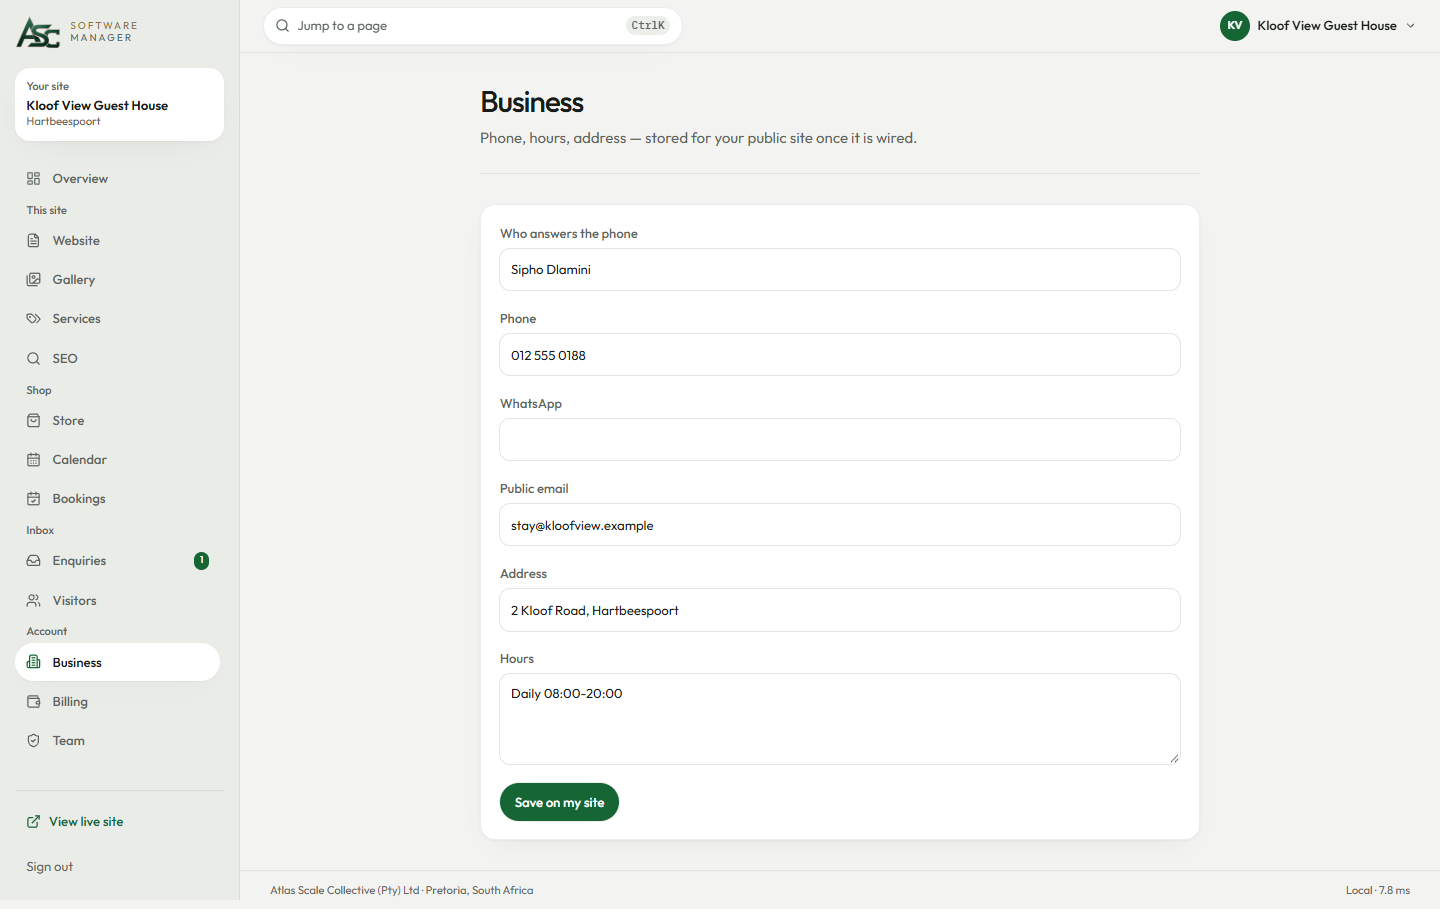 ASC SOFTWARE
MANAGER
Jump to a page
CtrlK
KV
Kloof View Guest House
Your site
Kloof View Guest House
Hartbeespoort
Overview
This site
Website
Gallery
Services
SEO
Shop
Store
Calendar
Bookings
Inbox
Enquiries 1
Visitors
Account
Business
Billing
Team
View live site
Sign out
Business
Phone, hours, address — stored for your public site once it is wired.
Who answers the phone
Sipho Dlamini
Phone
012 555 0188
WhatsApp
Public email
stay@kloofview.example
Address
2 Kloof Road, Hartbeespoort
Hours
Daily 08:00-20:00
Save on my site
Atlas Scale Collective (Pty) Ltd · Pretoria, South Africa
Local · 7.8 ms